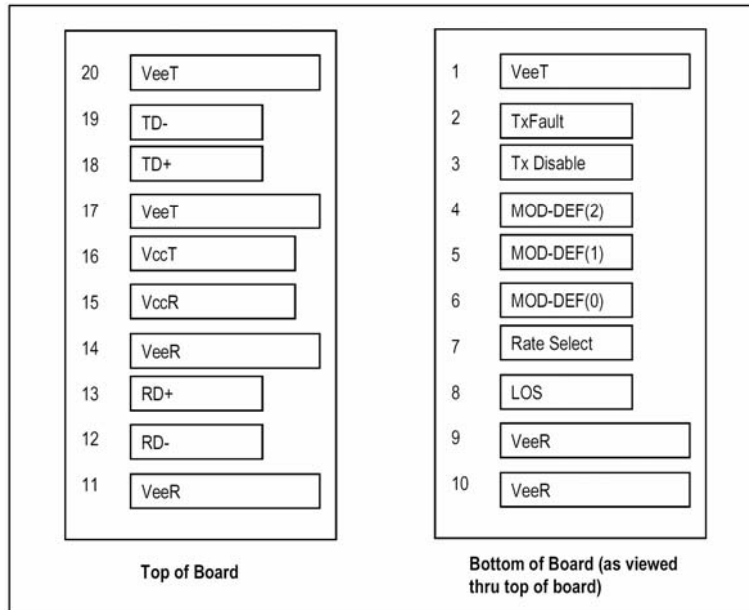 20 VeeT
19 TD-
18 TD+
17 VeeT
16 VccT
15 VccR
14 VeeR
13 RD+
12 RD-
11 VeeR
Top of Board
1 VeeT
2 TxFault
3 Tx Disable
4 MOD-DEF(2)
5 MOD-DEF(1)
6 MOD-DEF(0)
7 Rate Select
8 LOS
9 VeeR
10 VeeR
Bottom of Board (as viewed
thru top of board)